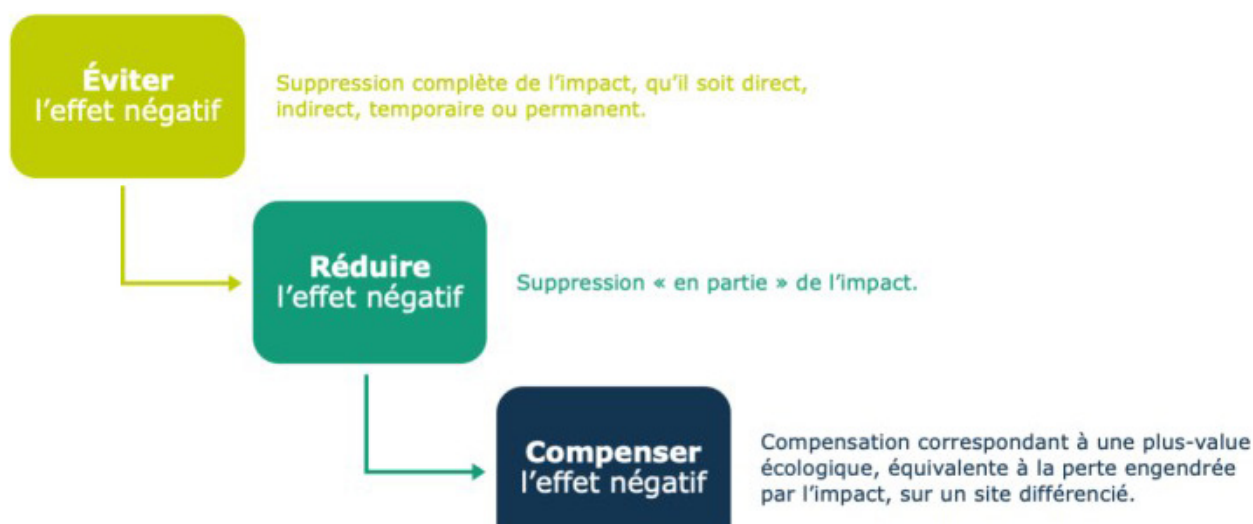 Éviter
l’effet négatif
Suppression complète de l’impact, qu’il soit direct,
indirect, temporaire ou permanent.
Réduire
l’effet négatif
Suppression « en partie » de l’impact.
Compenser
l’effet négatif
Compensation correspondant à une plus-value
écologique, équivalente à la perte engendrée
par l’impact, sur un site différencié.